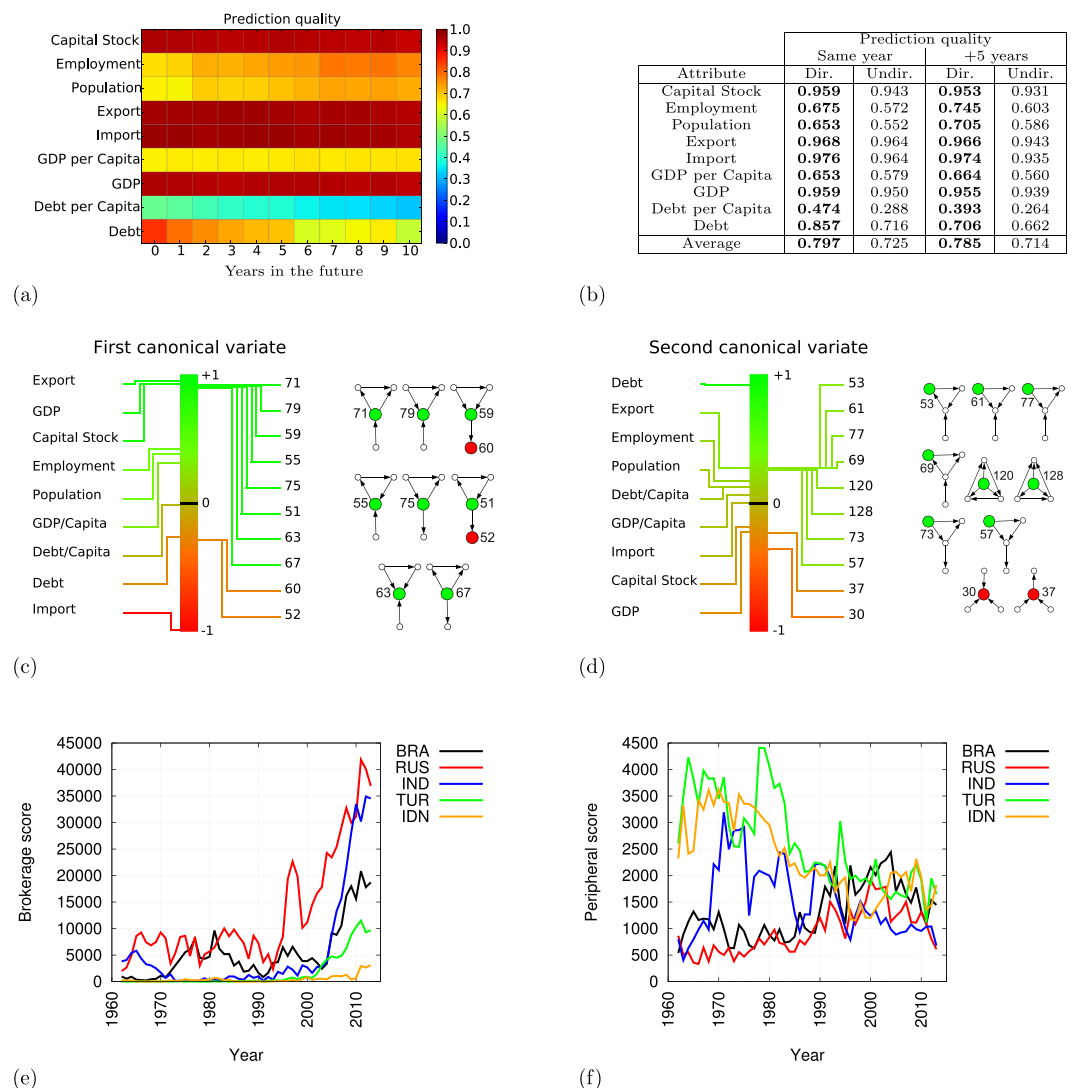 Prediction quality
Capital Stock
Employment
Population
Export
Import
GDP per Capita
GDP
Debt per Capita
Debt
0 1 2 3 4 5 6 7 8 9 10
Years in the future
1.0
0.9
0.8
0.7
0.6
0.5
0.4
0.3
0.2
0.1
0.0
(a)
Prediction quality
Same year +5 years
Attribute Dir. Undir. Dir. Undir.
Capital Stock 0.959 0.943 0.953 0.931
Employment 0.675 0.572 0.745 0.603
Population 0.653 0.552 0.705 0.586
Export 0.968 0.964 0.966 0.943
Import 0.976 0.964 0.974 0.935
GDP per Capita 0.653 0.579 0.664 0.560
GDP 0.959 0.950 0.955 0.939
Debt per Capita 0.474 0.288 0.393 0.264
Debt 0.857 0.716 0.706 0.662
Average 0.797 0.725 0.785 0.714
(b)
First canonical variate
Export
GDP
Capital Stock
Employment
Population
GDP/Capita
Debt/Capita
Debt
Import
+1
0
-1
71
79
59
55
75
51
63
67
60
52
71 79 59
60
55 75 51
52
63 67
(c)
Second canonical variate
Debt
Export
Employment
Population
Debt/Capita
GDP/Capita
Import
Capital Stock
GDP
+1
0
-1
53
61
77
69
120
128
73
57
37
30
53 61 77
69 120 128
73 57
30 37
(d)
Brokerage score
45000
40000
35000
30000
25000
20000
15000
10000
5000
0
1960 1970 1980 1990 2000 2010
Year
BRA
RUS
IND
TUR
IDN
(e)
Peripheral score
4500
4000
3500
3000
2500
2000
1500
1000
500
0
1960 1970 1980 1990 2000 2010
Year
BRA
RUS
IND
TUR
IDN
(f)